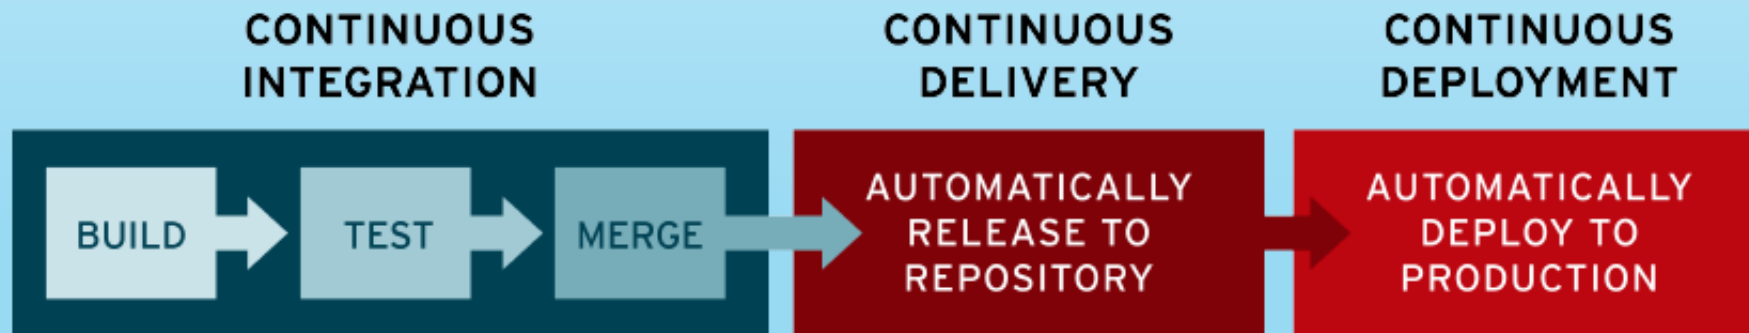 CONTINUOUS
INTEGRATION
BUILD
TEST
MERGE
CONTINUOUS
DELIVERY
AUTOMATICALLY
RELEASE TO
REPOSITORY
CONTINUOUS
DEPLOYMENT
AUTOMATICALLY
DEPLOY TO
PRODUCTION